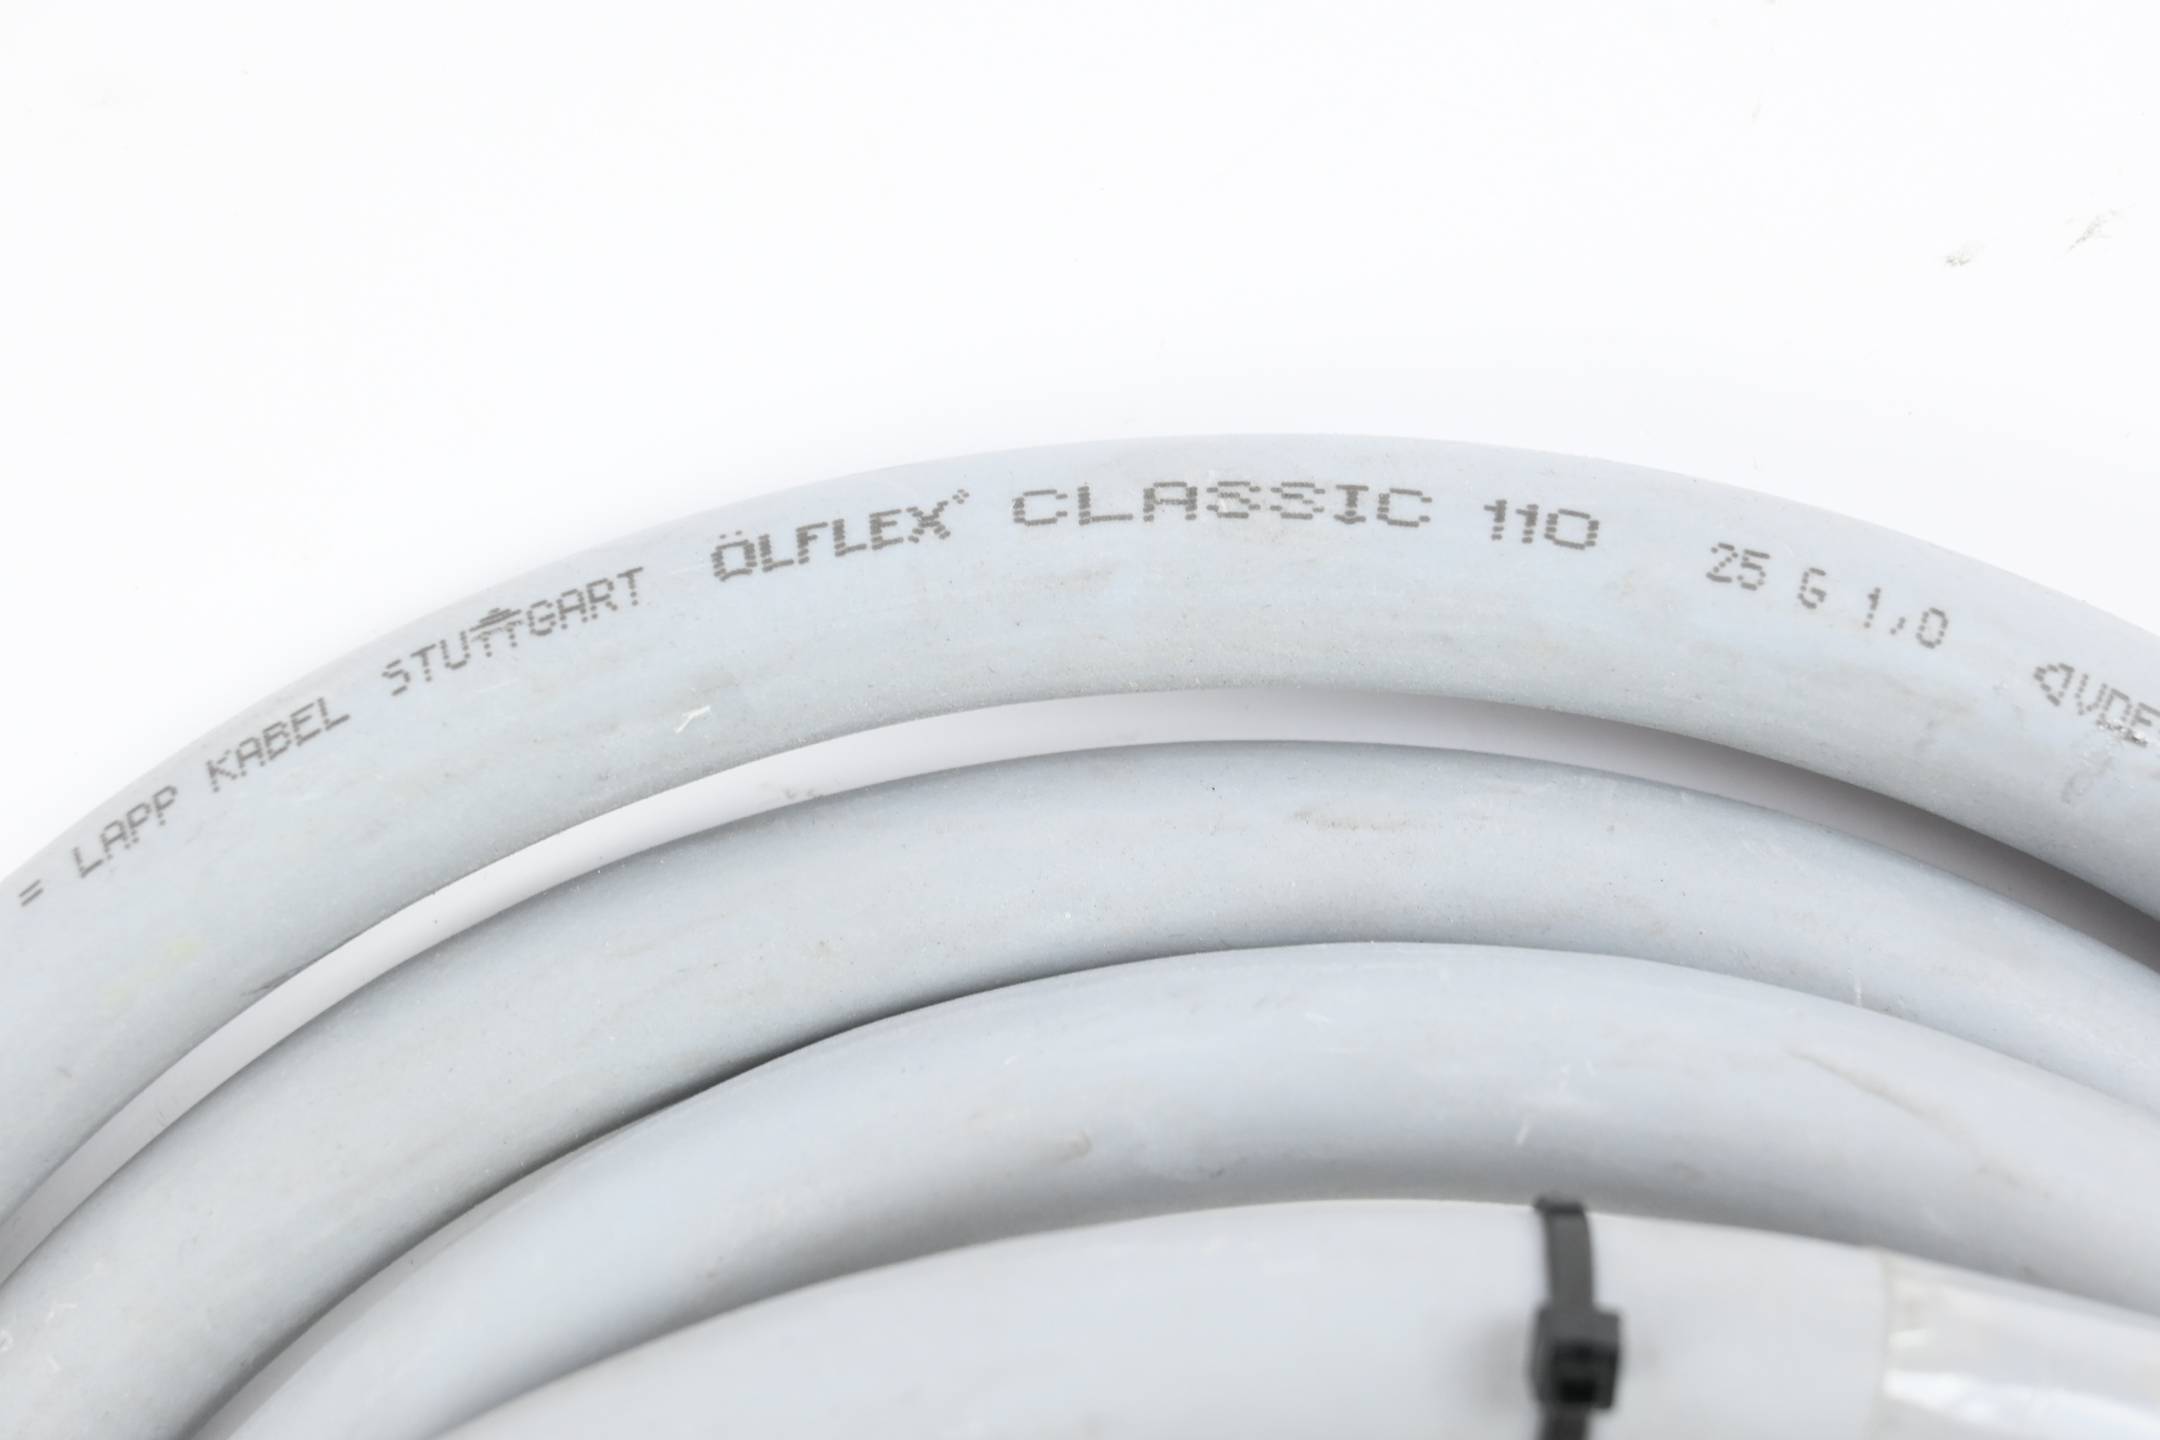 = LAPP KABEL STUTTGART ÖLFLEX® CLASSIC 110 25 G 1,0 ◁VDE